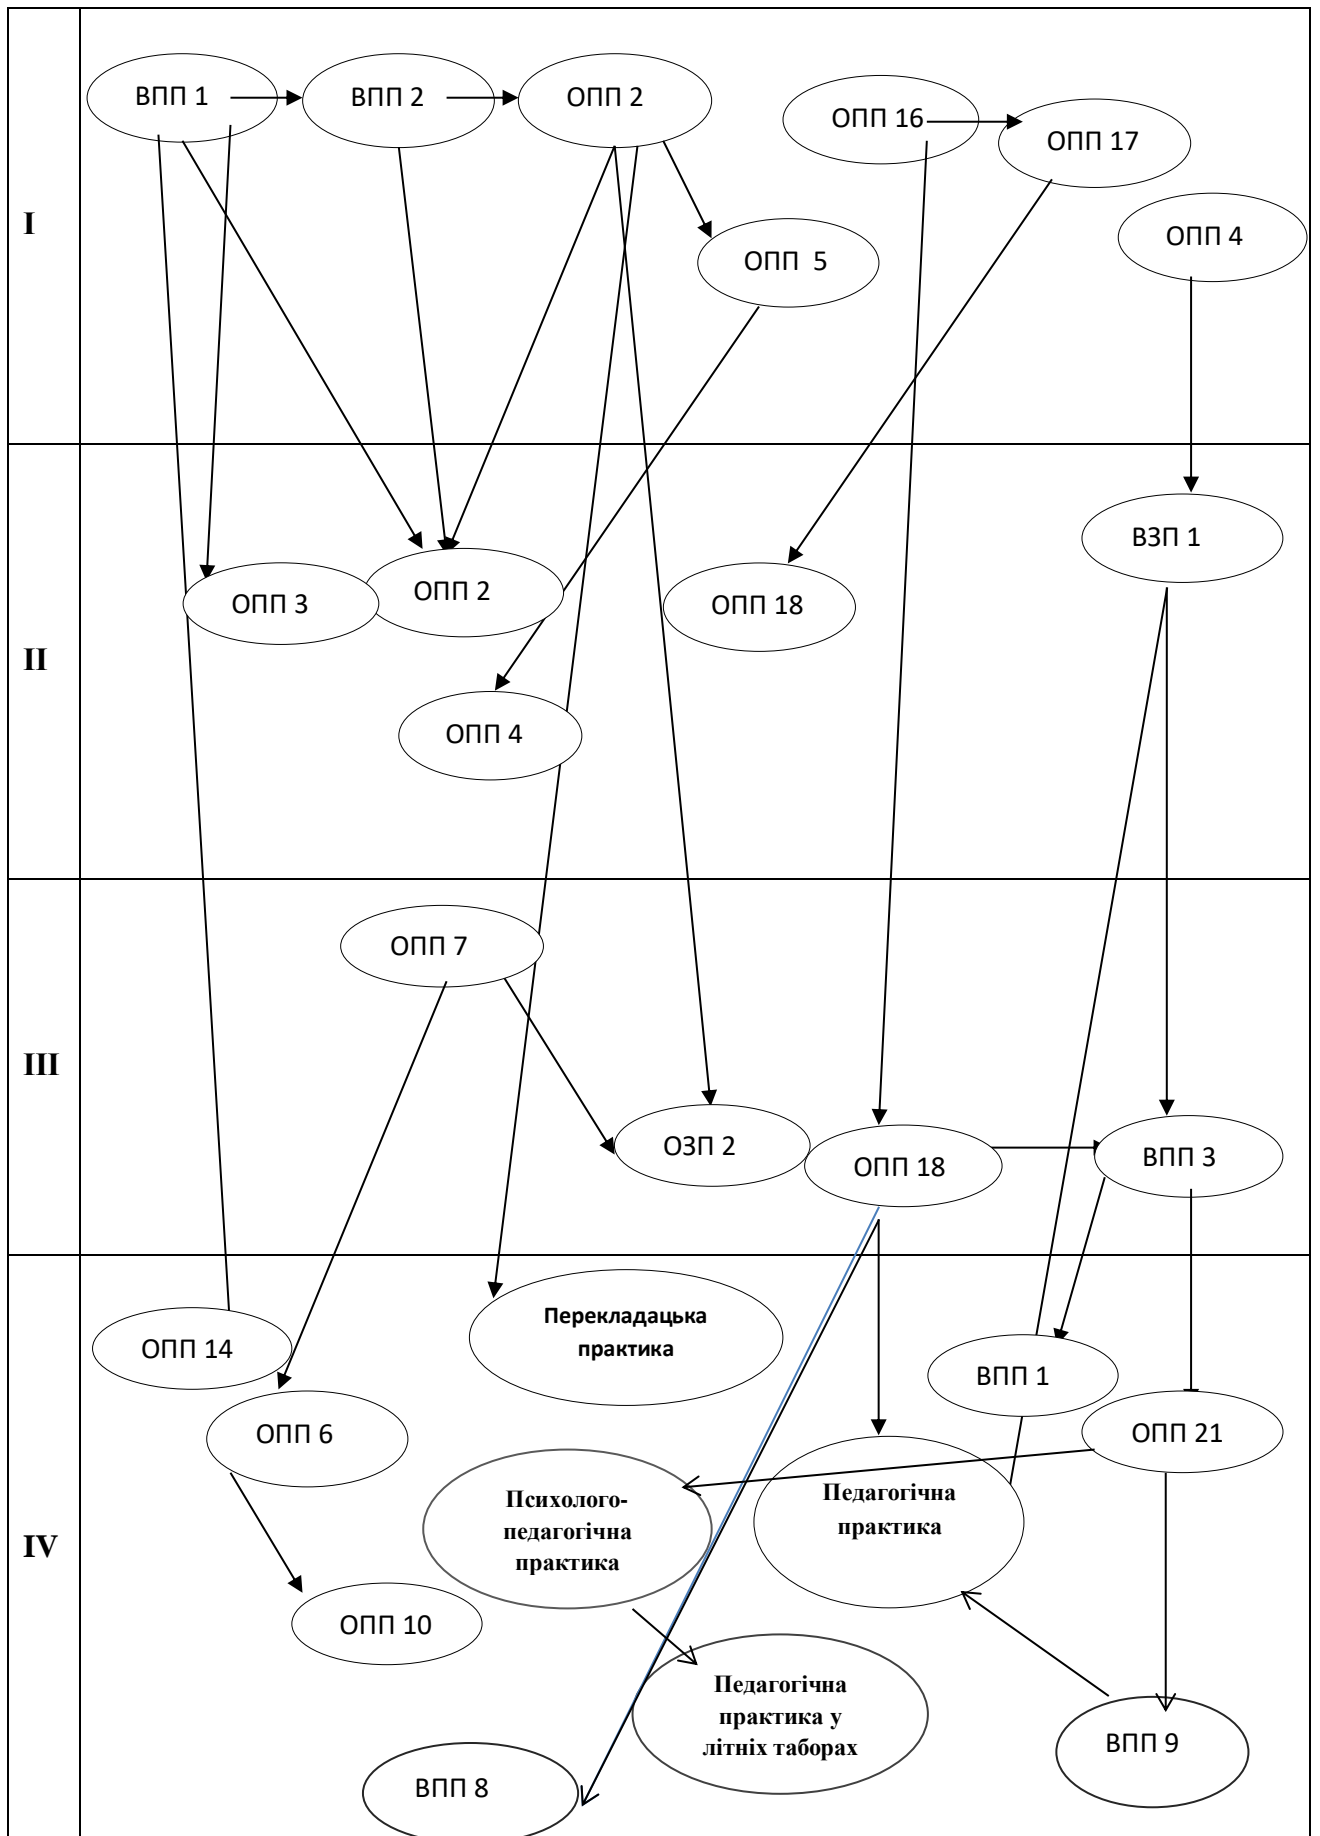 I
ВПП 1
ВПП 2
ОПП 2
ОПП 16
ОПП 17
ОПП 4
ОПП 5
II
ВЗП 1
ОПП 3
ОПП 2
ОПП 18
ОПП 4
III
ОПП 7
ОЗП 2
ОПП 18
ВПП 3
IV
Перекладацька
практика
ОПП 14
ВПП 1
ОПП 6
ОПП 21
Психолого-
педагогічна
практика
Педагогічна
практика
ОПП 10
Педагогічна
практика у
літніх таборах
ВПП 9
ВПП 8